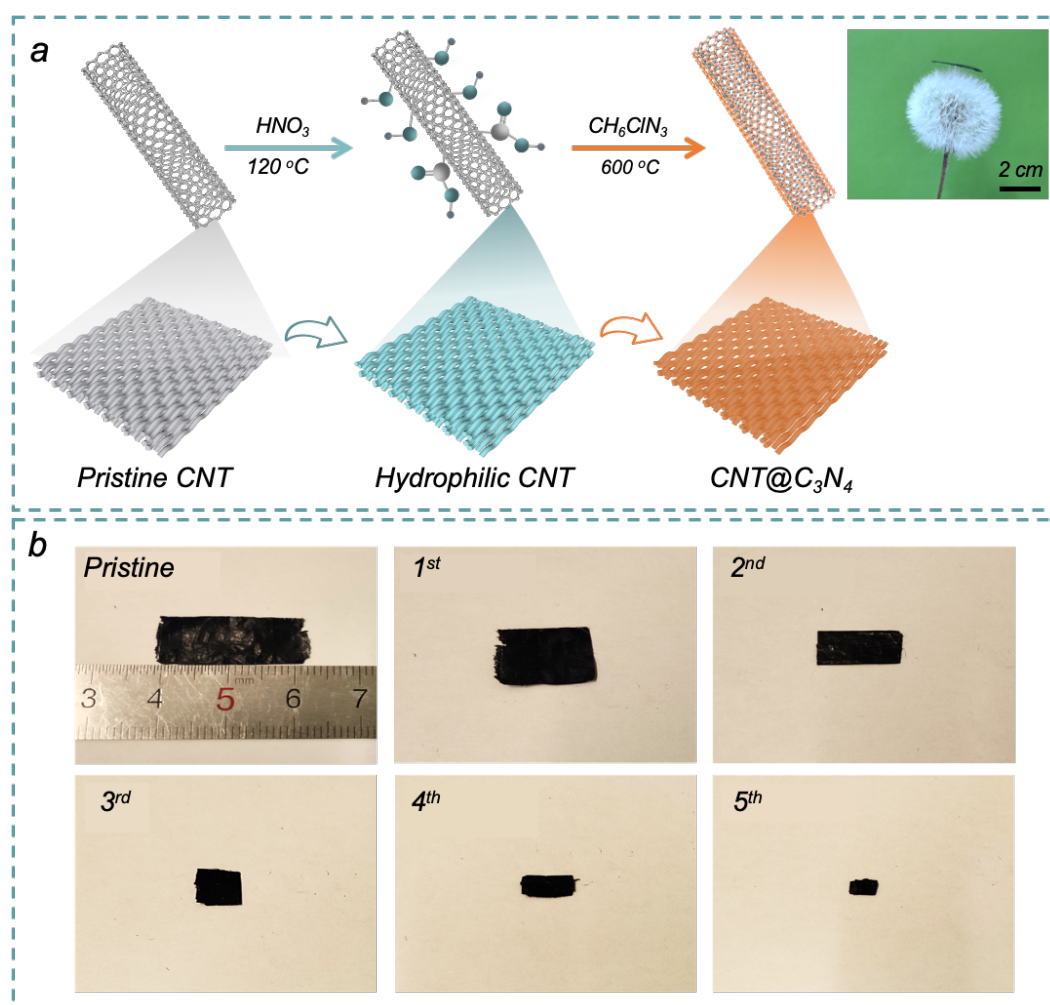 a
HNO₃
120 °C
CH₆ClN₃
600 °C
2 cm
Pristine CNT
Hydrophilic CNT
CNT@C₃N₄
b
Pristine
1ˢᵗ
2ⁿᵈ
mm
3 4 5 6 7
3ʳᵈ
4ᵗʰ
5ᵗʰ